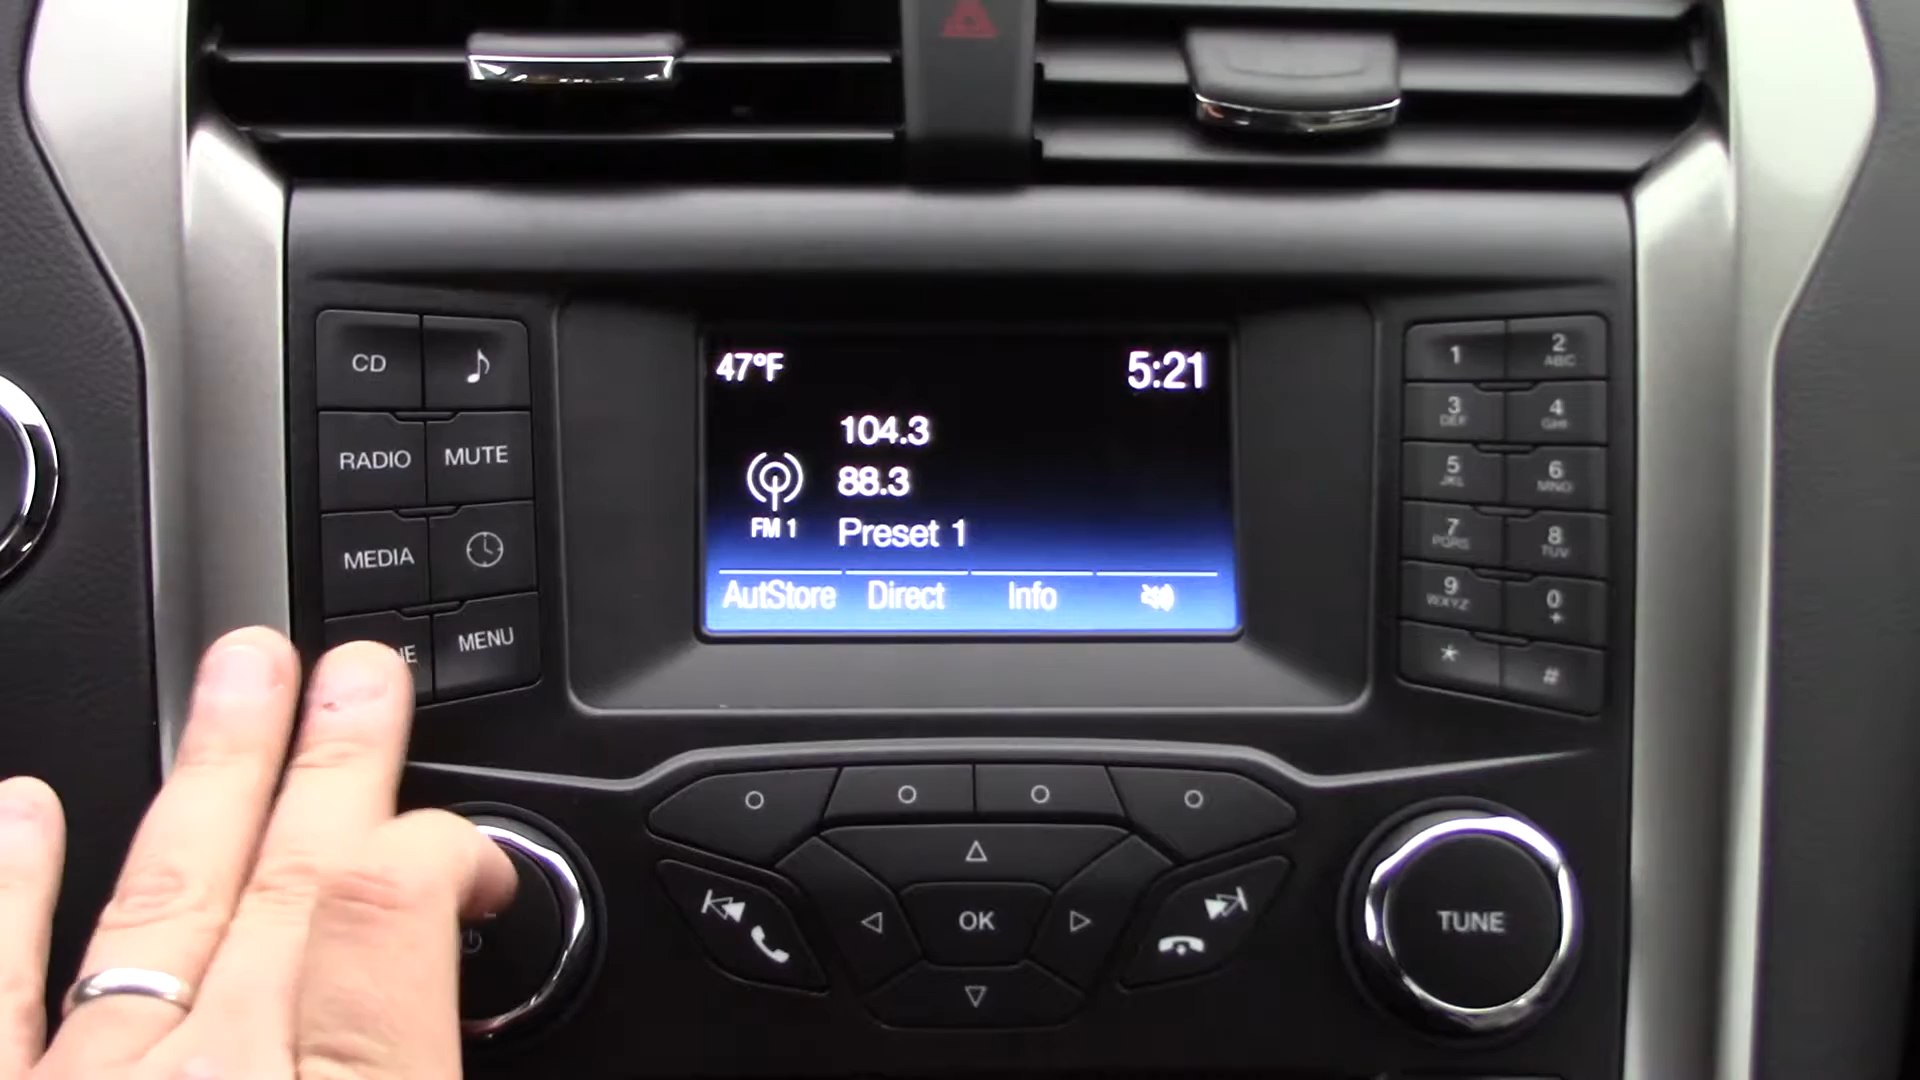 47°F
5:21
104.3
88.3
FM 1
Preset 1
AutStore
Direct
Info
CD
RADIO
MUTE
MEDIA
NE
MENU
1
2
ABC
3
DEF
4
GHI
5
JKL
6
MNO
7
PQRS
8
TUV
9
WXYZ
0
+
*
#
OK
TUNE